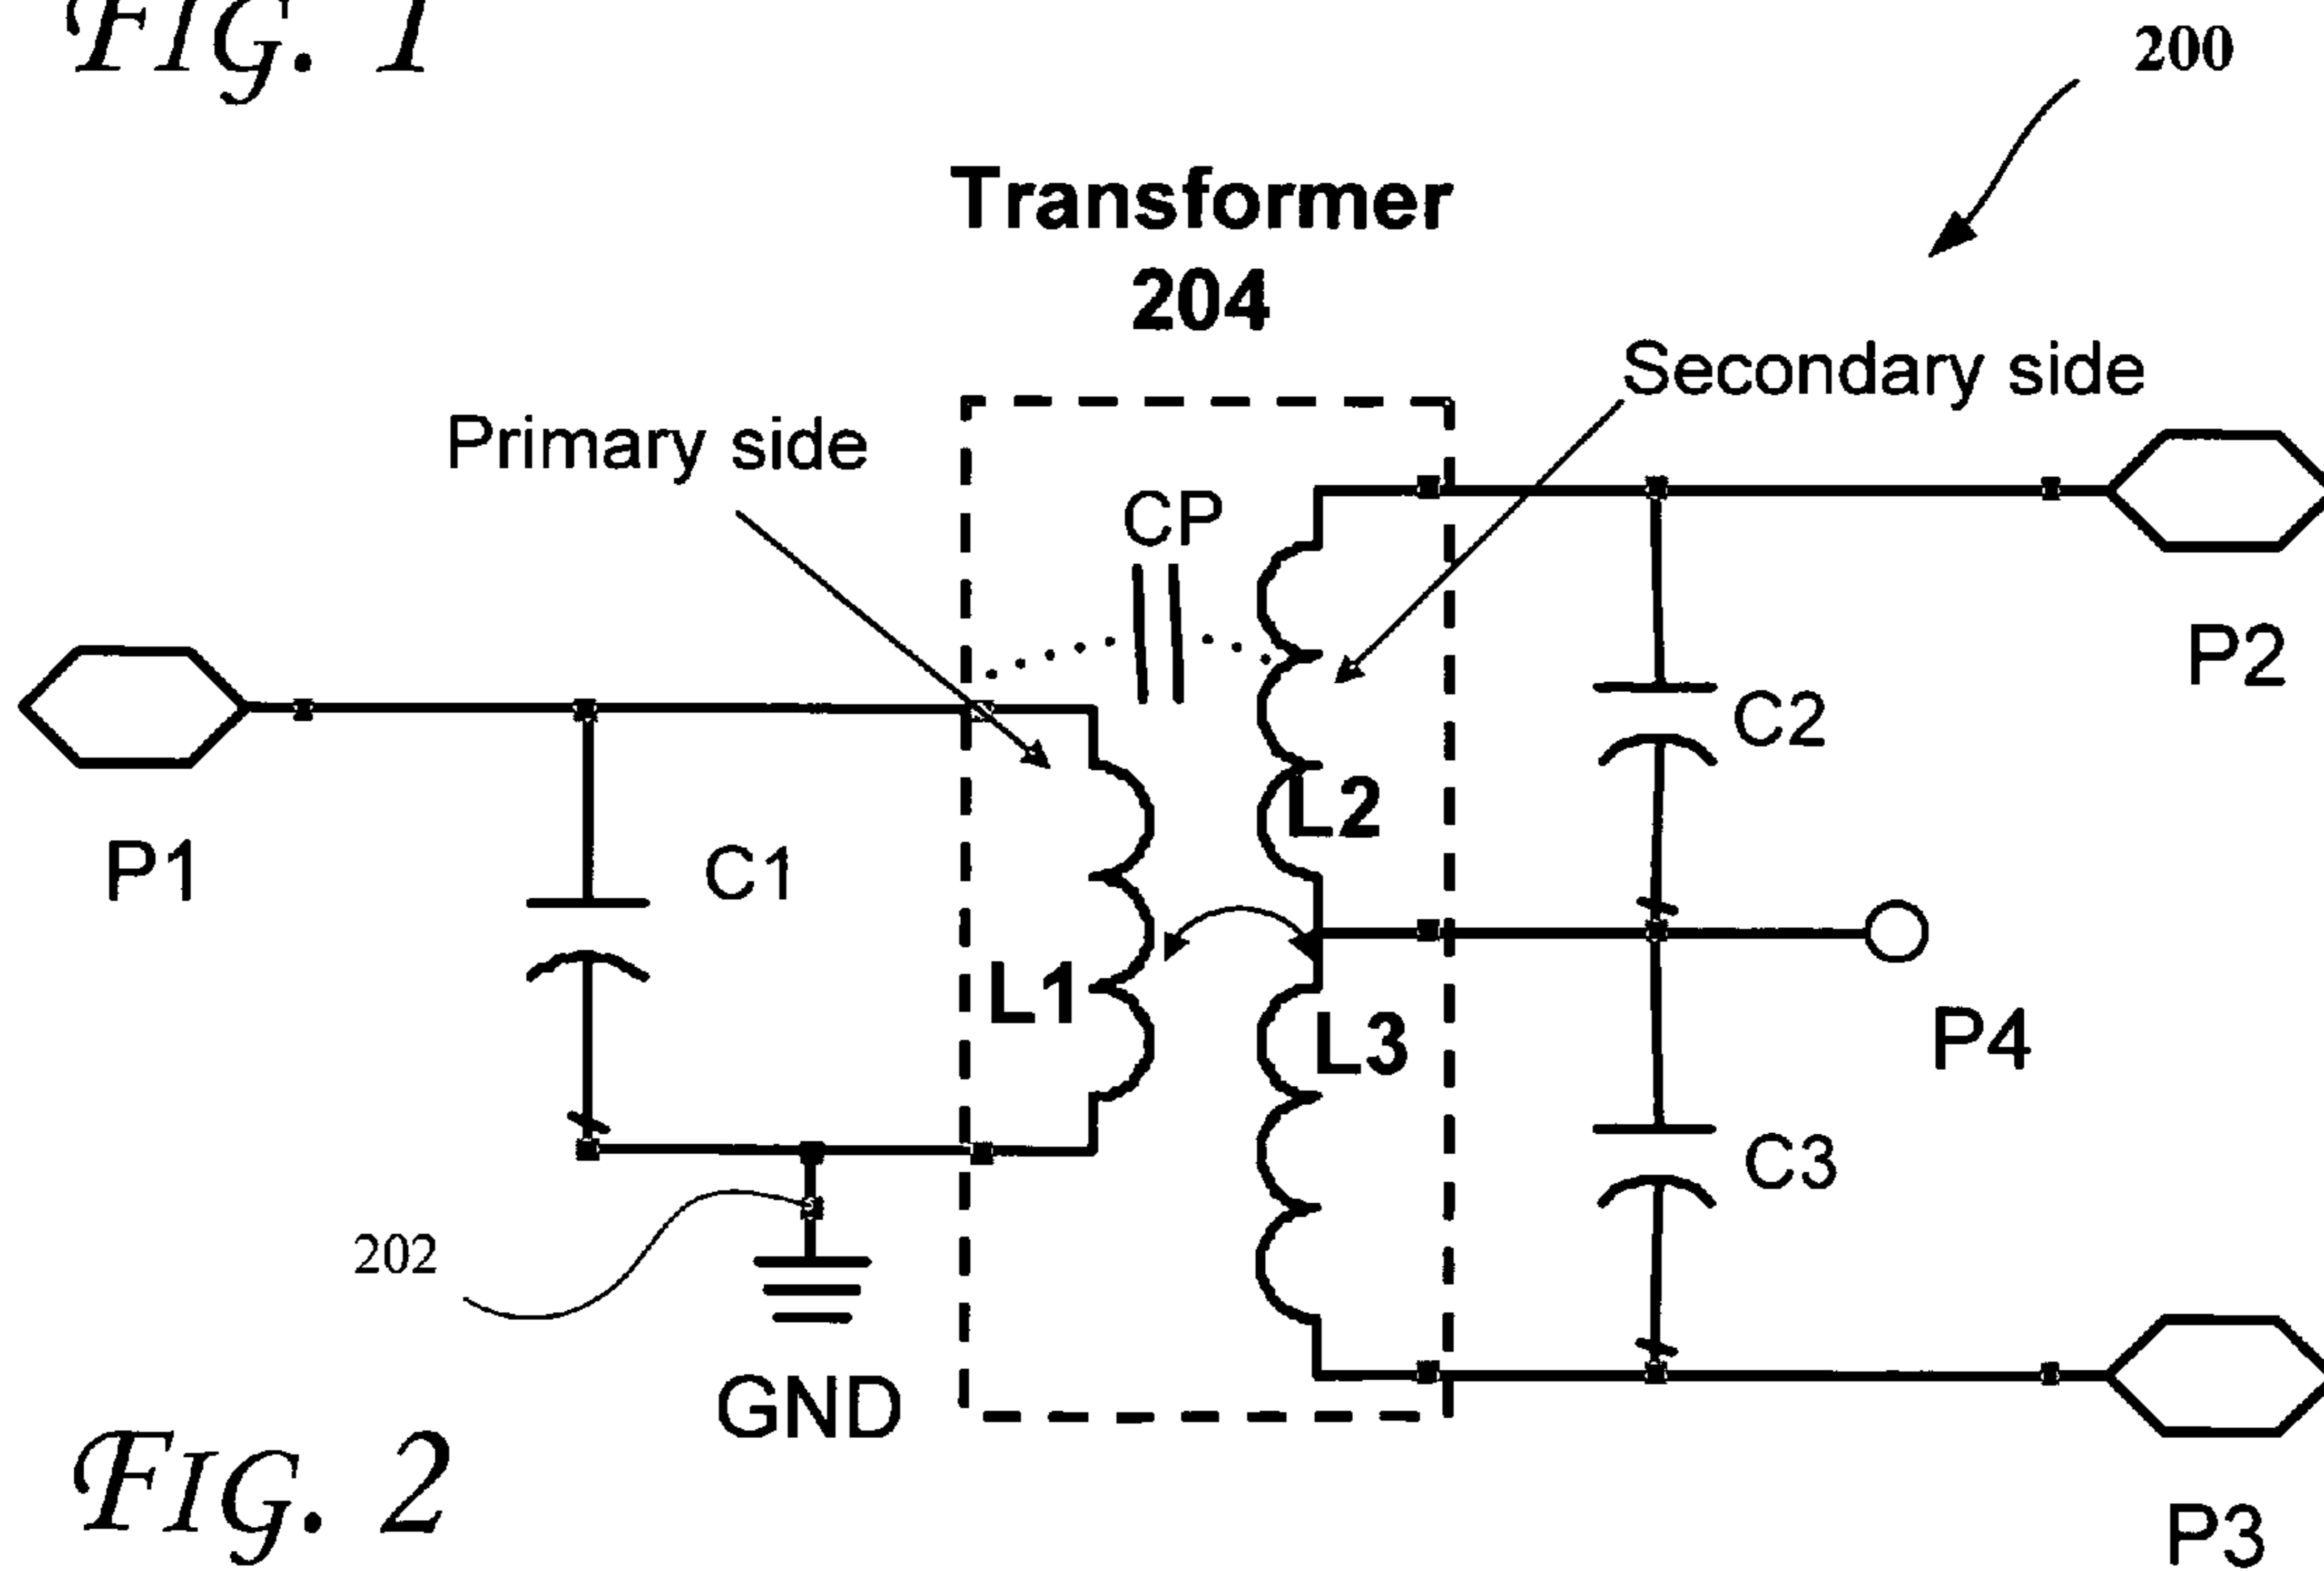 FIG. 1
200
Transformer
204
Secondary side
Primary side
CP
P2
C2
L2
P1
C1
L1
L3
P4
C3
202
GND
FIG. 2
P3